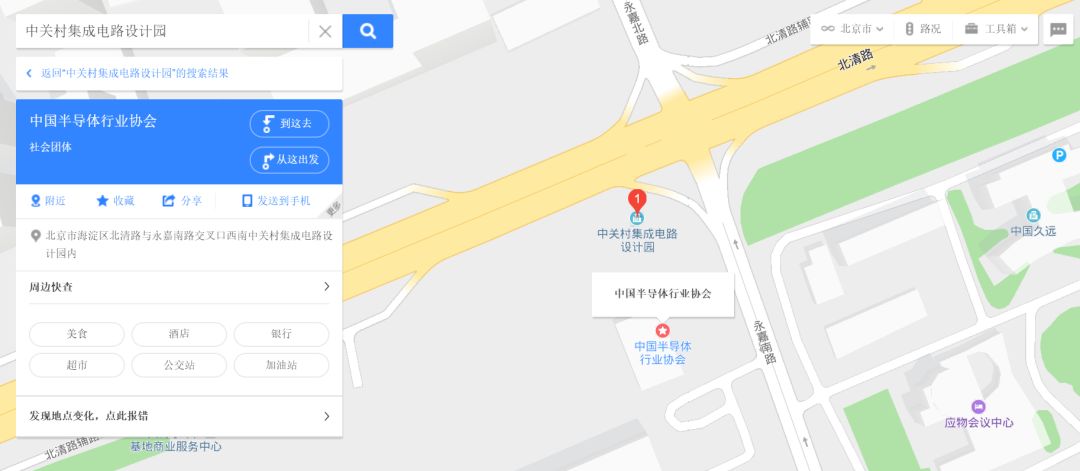 中关村集成电路设计园
返回"中关村集成电路设计园"的搜索结果
中国半导体行业协会
社会团体
到这去
从这出发
附近
收藏
分享
发送到手机
更多
北京市海淀区北清路与永嘉南路交叉口西南中关村集成电路设
计园内
周边快查
美食
酒店
银行
超市
公交站
加油站
发现地点变化，点此报错
北京市
路况
工具箱
永嘉北路
北清路辅路
北清路
P
1
中关村集成电路
设计园
中国久远
中国半导体行业协会
中国半导体
行业协会
永嘉南路
应物会议中心
北清路辅路
基地商业服务中心